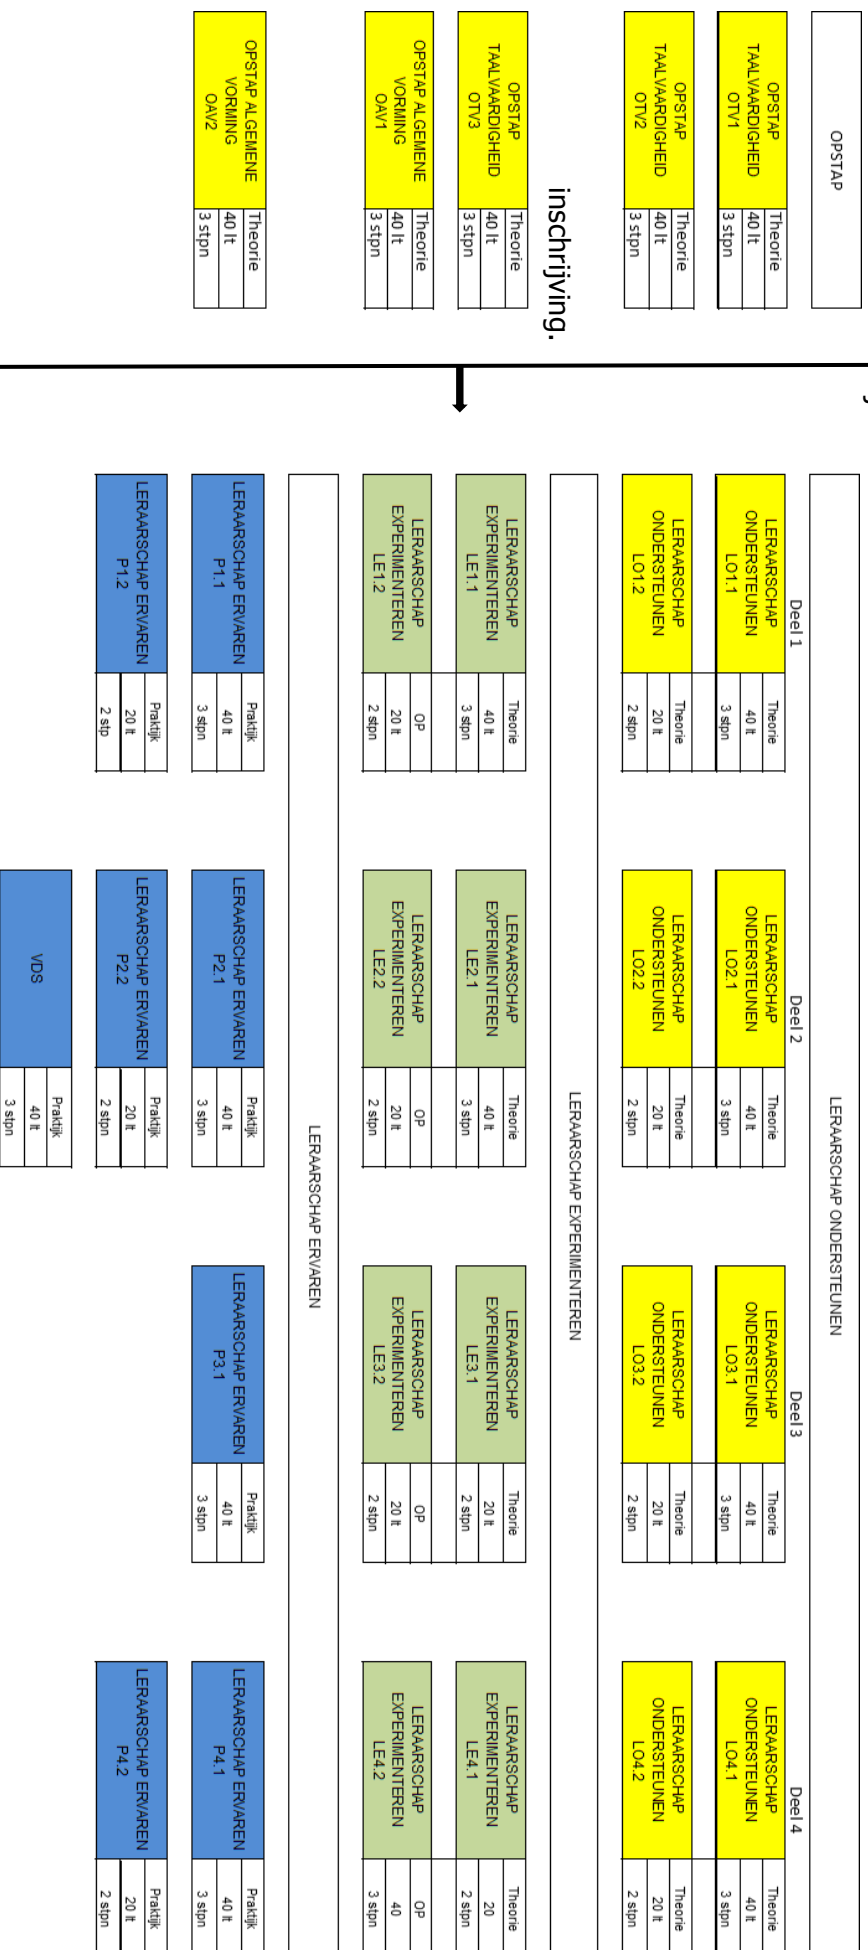 OPSTAP
OPSTAP
TAALVAARDIGHEID
OTV1
Theorie
40 lt
3 stpn
OPSTAP
TAALVAARDIGHEID
OTV2
Theorie
40 lt
3 stpn
inschrijving.
OPSTAP
TAALVAARDIGHEID
OTV3
Theorie
40 lt
3 stpn
OPSTAP ALGEMENE
VORMING
OAV1
Theorie
40 lt
3 stpn
OPSTAP ALGEMENE
VORMING
OAV2
Theorie
40 lt
3 stpn
LERAARSCHAP ONDERSTEUNEN
Deel 1
Deel 2
Deel 3
Deel 4
LERAARSCHAP
ONDERSTEUNEN
LO1.1
Theorie
40 lt
3 stpn
LERAARSCHAP
ONDERSTEUNEN
LO2.1
Theorie
40 lt
3 stpn
LERAARSCHAP
ONDERSTEUNEN
LO3.1
Theorie
40 lt
3 stpn
LERAARSCHAP
ONDERSTEUNEN
LO4.1
Theorie
40 lt
3 stpn
LERAARSCHAP
ONDERSTEUNEN
LO1.2
Theorie
20 lt
2 stpn
LERAARSCHAP
ONDERSTEUNEN
LO2.2
Theorie
20 lt
2 stpn
LERAARSCHAP
ONDERSTEUNEN
LO3.2
Theorie
20 lt
2 stpn
LERAARSCHAP
ONDERSTEUNEN
LO4.2
Theorie
20 lt
2 stpn
LERAARSCHAP EXPERIMENTEREN
LERAARSCHAP
EXPERIMENTEREN
LE1.1
Theorie
40 lt
3 stpn
LERAARSCHAP
EXPERIMENTEREN
LE2.1
Theorie
40 lt
3 stpn
LERAARSCHAP
EXPERIMENTEREN
LE3.1
Theorie
20 lt
2 stpn
LERAARSCHAP
EXPERIMENTEREN
LE4.1
Theorie
20
2 stpn
LERAARSCHAP
EXPERIMENTEREN
LE1.2
OP
20 lt
2 stpn
LERAARSCHAP
EXPERIMENTEREN
LE2.2
OP
20 lt
2 stpn
LERAARSCHAP
EXPERIMENTEREN
LE3.2
OP
20 lt
2 stpn
LERAARSCHAP
EXPERIMENTEREN
LE4.2
OP
40
3 stpn
LERAARSCHAP ERVAREN
LERAARSCHAP ERVAREN
P1.1
Praktijk
40 lt
3 stpn
LERAARSCHAP ERVAREN
P2.1
Praktijk
40 lt
3 stpn
LERAARSCHAP ERVAREN
P3.1
Praktijk
40 lt
3 stpn
LERAARSCHAP ERVAREN
P4.1
Praktijk
40 lt
3 stpn
LERAARSCHAP ERVAREN
P1.2
Praktijk
20 lt
2 stp
LERAARSCHAP ERVAREN
P2.2
Praktijk
20 lt
2 stpn
LERAARSCHAP ERVAREN
P4.2
Praktijk
20 lt
2 stpn
VDS
Praktijk
40 lt
3 stpn